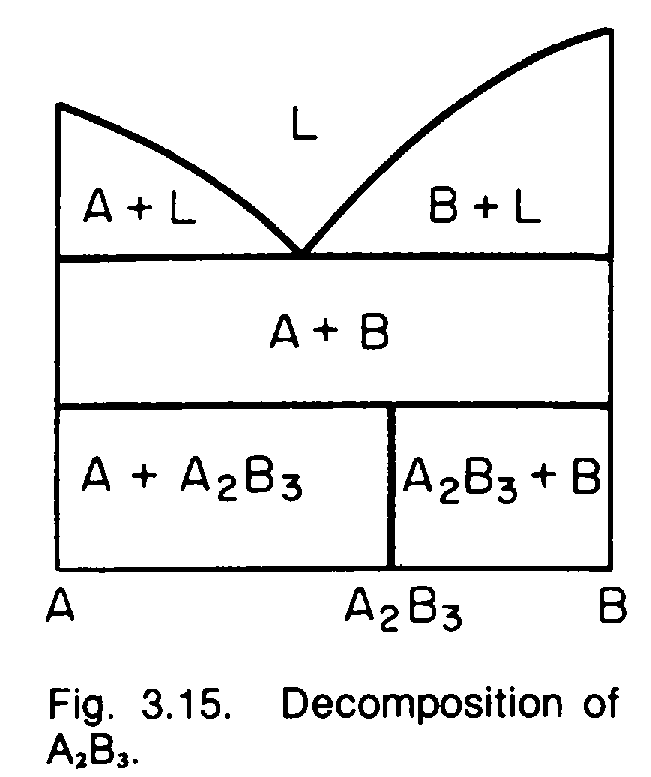 L
A + L
B + L
A + B
A + A₂B₃
A₂B₃ + B
A
A₂B₃
B
Fig. 3.15. Decomposition of
A₂B₃.